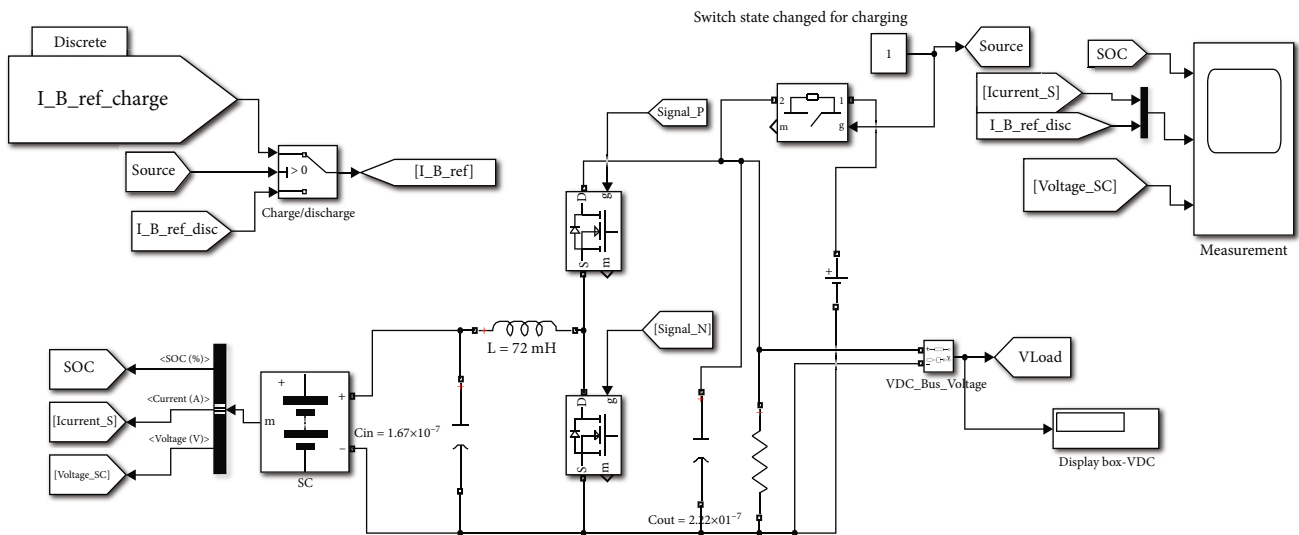 Switch state changed for charging
Discrete
I_B_ref_charge
Source
> 0
I_B_ref_disc
Charge/discharge
[I_B_ref]
1
Source
SOC
[Icurrent_S]
I_B_ref_disc
[Voltage_SC]
Measurement
Signal_P
2
1
m
g
D
g
S
m
+
L = 72 mH
[Signal_N]
D
g
S
m
SOC
[Icurrent_S]
[Voltage_SC]
<SOC (%)>
<Current (A)>
<Voltage (V)>
m
+
+
–
SC
Cin = 1.67×10⁻⁷
Cout = 2.22×01⁻⁷
VDC_Bus_Voltage
VLoad
Display box-VDC